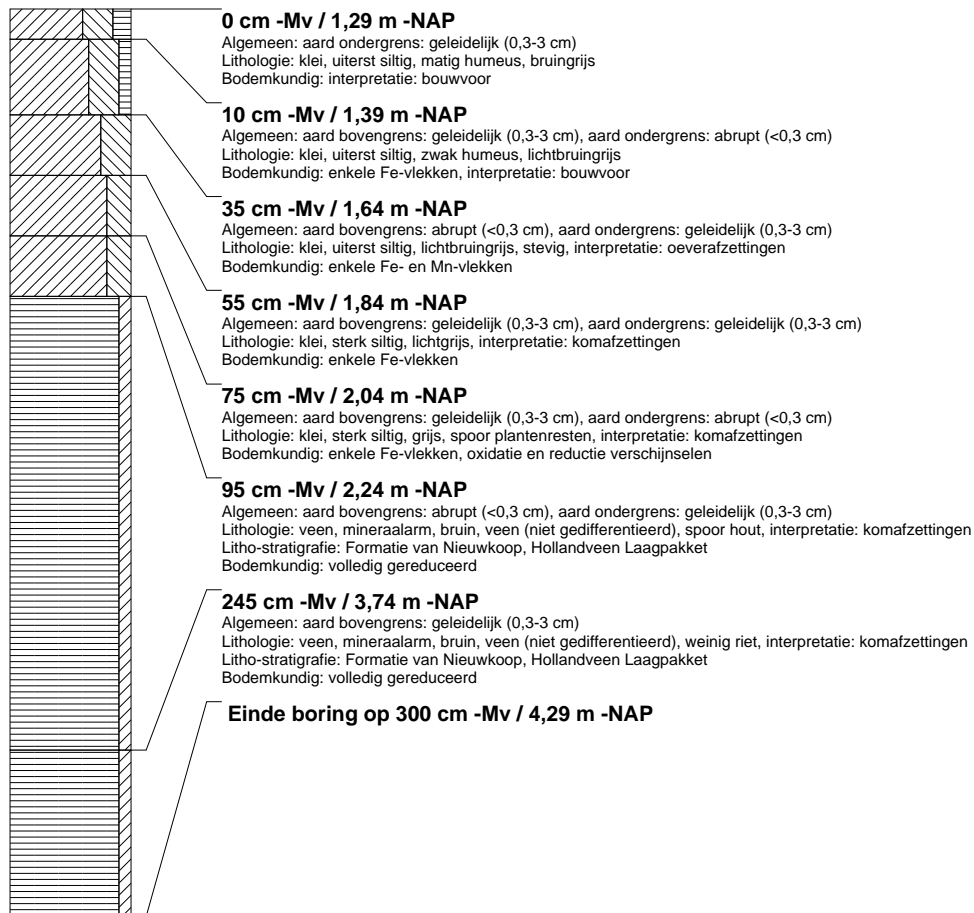 0 cm -Mv / 1,29 m -NAP
Algemeen: aard ondergrens: geleidelijk (0,3-3 cm)
Lithologie: klei, uiterst siltig, matig humeus, bruingrijs
Bodemkundig: interpretatie: bouwvoor
10 cm -Mv / 1,39 m -NAP
Algemeen: aard bovengrens: geleidelijk (0,3-3 cm), aard ondergrens: abrupt (<0,3 cm)
Lithologie: klei, uiterst siltig, zwak humeus, lichtbruingrijs
Bodemkundig: enkele Fe-vlekken, interpretatie: bouwvoor
35 cm -Mv / 1,64 m -NAP
Algemeen: aard bovengrens: abrupt (<0,3 cm), aard ondergrens: geleidelijk (0,3-3 cm)
Lithologie: klei, uiterst siltig, lichtbruingrijs, stevig, interpretatie: oeverafzettingen
Bodemkundig: enkele Fe- en Mn-vlekken
55 cm -Mv / 1,84 m -NAP
Algemeen: aard bovengrens: geleidelijk (0,3-3 cm), aard ondergrens: geleidelijk (0,3-3 cm)
Lithologie: klei, sterk siltig, lichtgrijs, interpretatie: komafzettingen
Bodemkundig: enkele Fe-vlekken
75 cm -Mv / 2,04 m -NAP
Algemeen: aard bovengrens: geleidelijk (0,3-3 cm), aard ondergrens: abrupt (<0,3 cm)
Lithologie: klei, sterk siltig, grijs, spoor plantenresten, interpretatie: komafzettingen
Bodemkundig: enkele Fe-vlekken, oxidatie en reductie verschijnselen
95 cm -Mv / 2,24 m -NAP
Algemeen: aard bovengrens: abrupt (<0,3 cm), aard ondergrens: geleidelijk (0,3-3 cm)
Lithologie: veen, mineraalarm, bruin, veen (niet gedifferentieerd), spoor hout, interpretatie: komafzettingen
Litho-stratigrafie: Formatie van Nieuwkoop, Hollandveen Laagpakket
Bodemkundig: volledig gereduceerd
245 cm -Mv / 3,74 m -NAP
Algemeen: aard bovengrens: geleidelijk (0,3-3 cm)
Lithologie: veen, mineraalarm, bruin, veen (niet gedifferentieerd), weinig riet, interpretatie: komafzettingen
Litho-stratigrafie: Formatie van Nieuwkoop, Hollandveen Laagpakket
Bodemkundig: volledig gereduceerd
Einde boring op 300 cm -Mv / 4,29 m -NAP